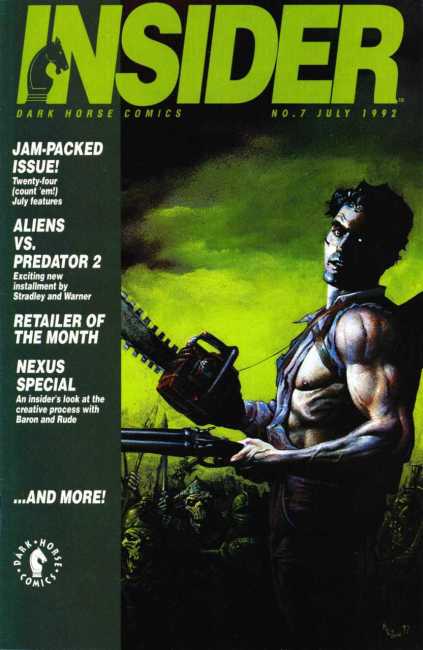 INSIDER
DARK HORSE COMICS
NO. 7 JULY 1992
JAM-PACKED
ISSUE!
Twenty-four
(count 'em!)
July features
ALIENS
VS.
PREDATOR 2
Exciting new
installment by
Stradley and Warner
RETAILER OF
THE MONTH
NEXUS
SPECIAL
An insider's look at the
creative process with
Baron and Rude
...AND MORE!
DARK HORSE COMICS